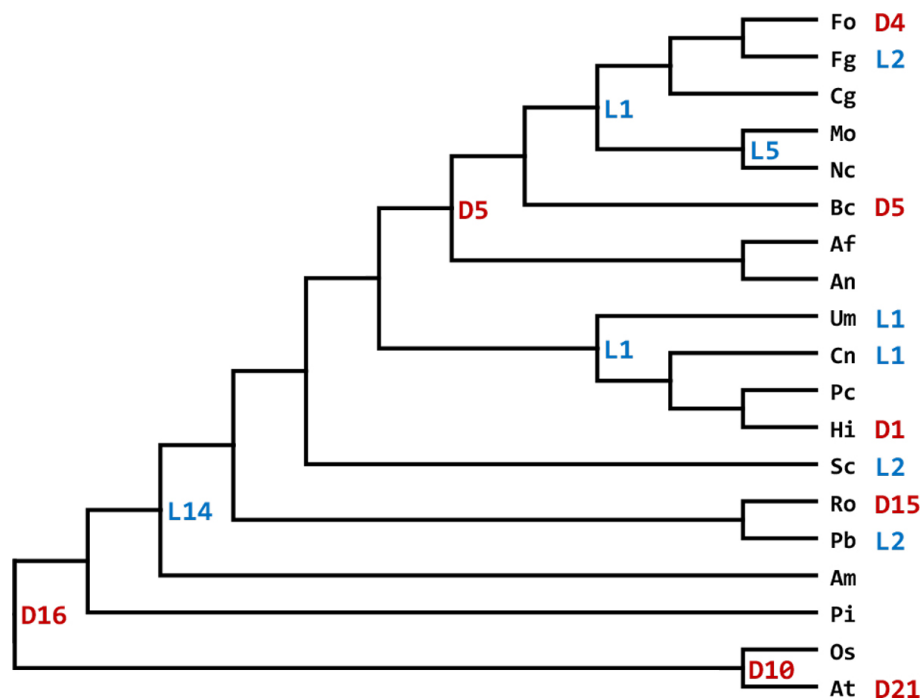 Fo D4
Fg L2
Cg
L1
Mo
L5
Nc
Bc D5
D5
Af
An
Um L1
L1
Cn L1
Pc
Hi D1
Sc L2
Ro D15
L14
Pb L2
Am
Pi
D16
Os
D10
At D21